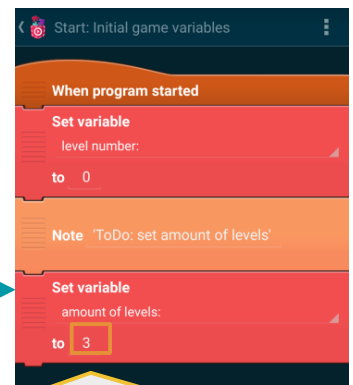 Start: Initial game variables
When program started
Set variable
level number:
to 0
Note 'ToDo: set amount of levels'
Set variable
amount of levels:
to 3